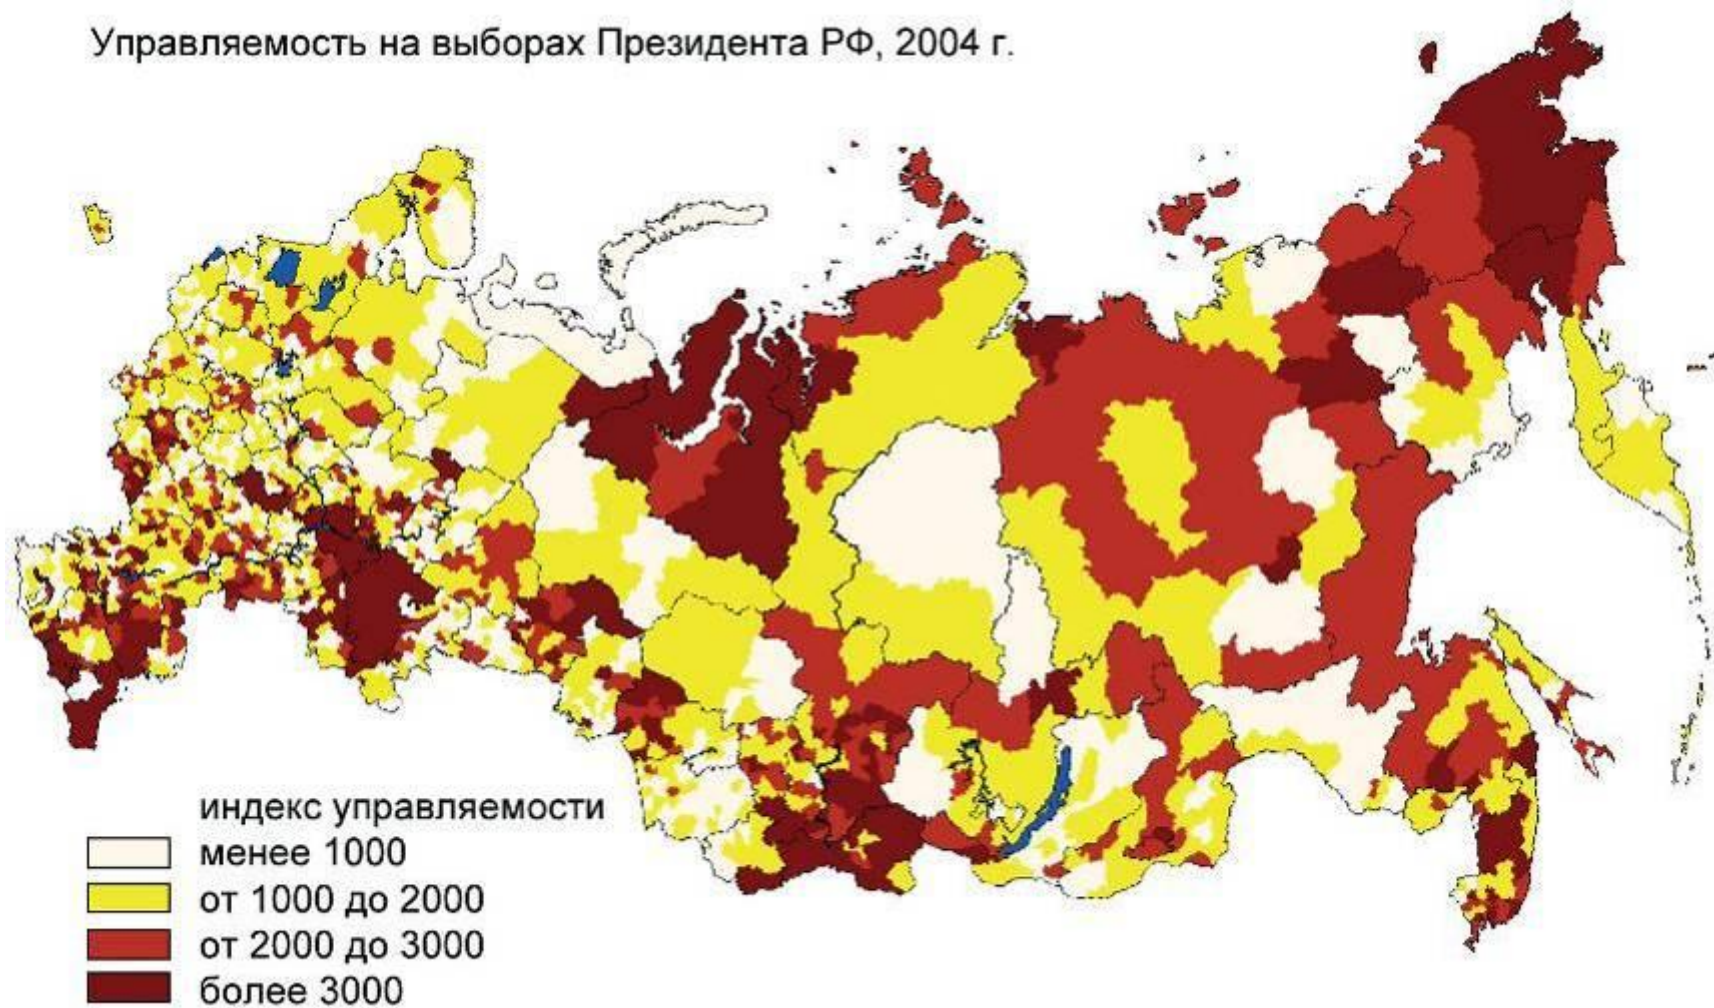 Управляемость на выборах Президента РФ, 2004 г.
индекс управляемости
менее 1000
от 1000 до 2000
от 2000 до 3000
более 3000